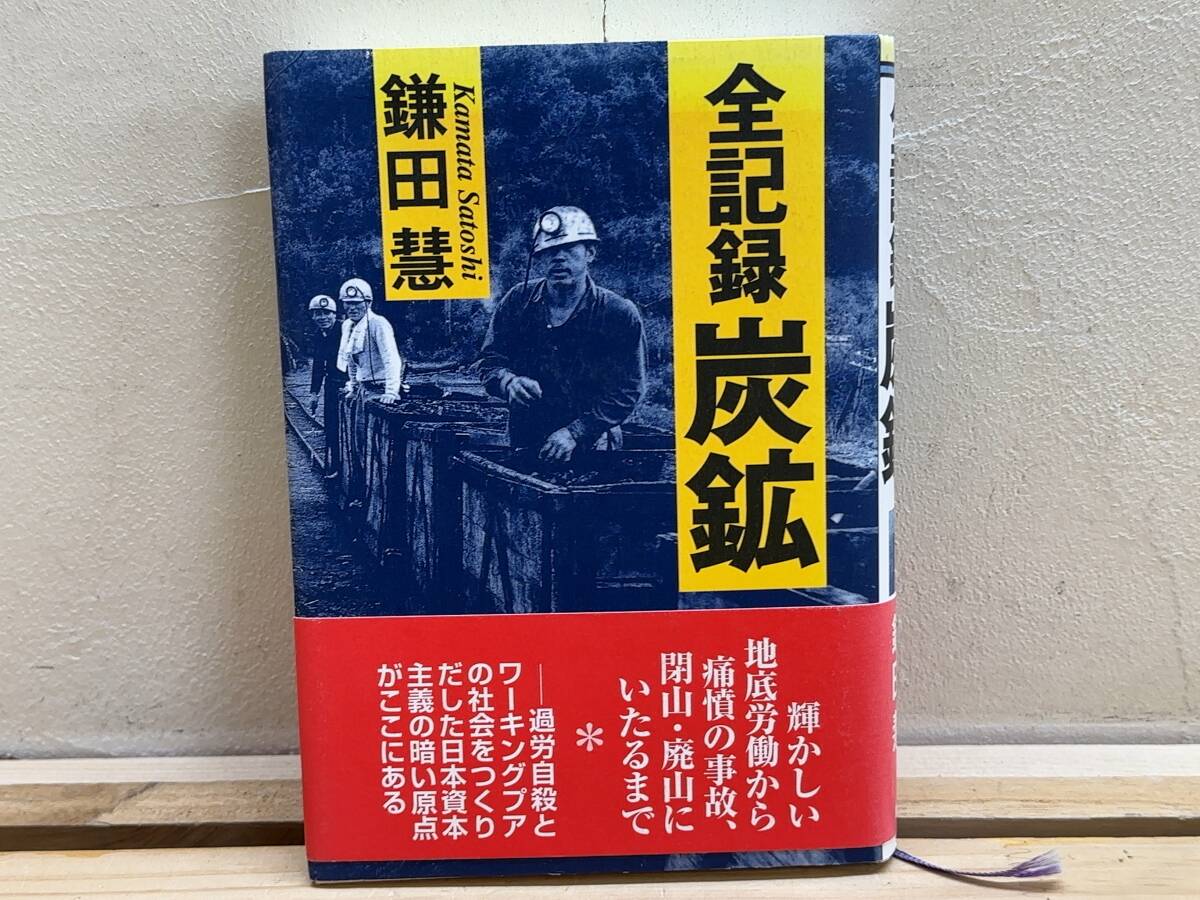 全記録 炭鉱
鎌田 慧
Kamata Satoshi
輝かしい
地底労働から
痛憤の事故、
閉山・廃山に
いたるまで
*
——過労自殺と
ワーキングプア
の社会をつくり
だした日本資本
主義の暗い原点
がここにある